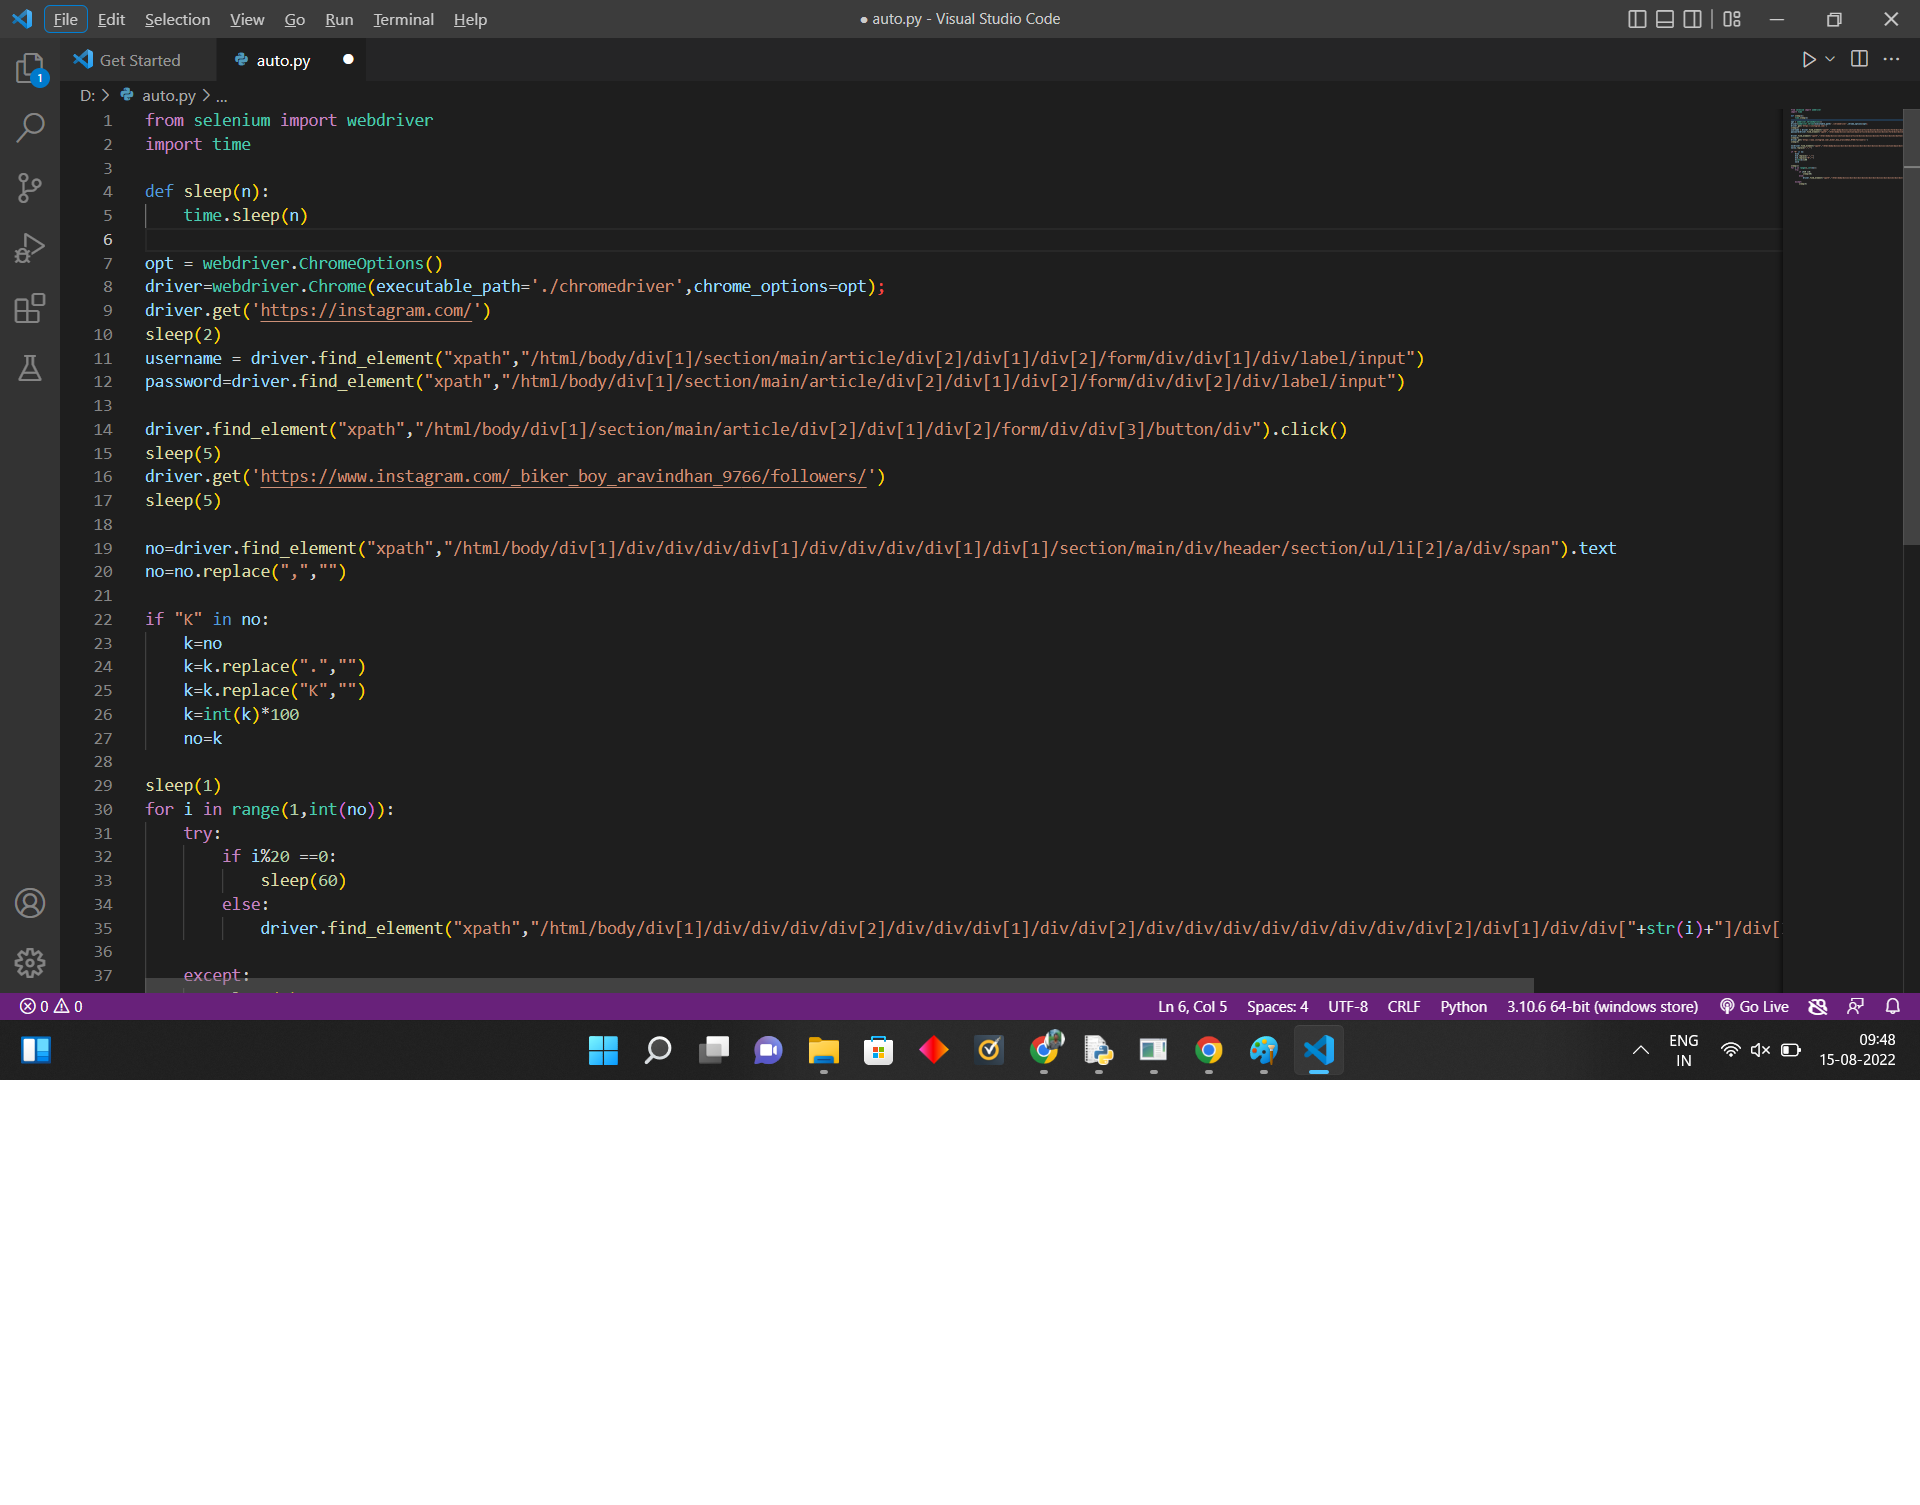 File Edit Selection View Go Run Terminal Help
● auto.py - Visual Studio Code
1
Get Started
auto.py
D: > auto.py > ...
1 from selenium import webdriver
2 import time
3
4 def sleep(n):
5     time.sleep(n)
6
7 opt = webdriver.ChromeOptions()
8 driver=webdriver.Chrome(executable_path='./chromedriver',chrome_options=opt);
9 driver.get('https://instagram.com/')
10 sleep(2)
11 username = driver.find_element("xpath","/html/body/div[1]/section/main/article/div[2]/div[1]/div[2]/form/div/div[1]/div/label/input")
12 password=driver.find_element("xpath","/html/body/div[1]/section/main/article/div[2]/div[1]/div[2]/form/div/div[2]/div/label/input")
13
14 driver.find_element("xpath","/html/body/div[1]/section/main/article/div[2]/div[1]/div[2]/form/div/div[3]/button/div").click()
15 sleep(5)
16 driver.get('https://www.instagram.com/_biker_boy_aravindhan_9766/followers/')
17 sleep(5)
18
19 no=driver.find_element("xpath","/html/body/div[1]/div/div/div/div[1]/div/div/div/div[1]/div[1]/section/main/div/header/section/ul/li[2]/a/div/span").text
20 no=no.replace(",","")
21
22 if "K" in no:
23     k=no
24     k=k.replace(".","")
25     k=k.replace("K","")
26     k=int(k)*100
27     no=k
28
29 sleep(1)
30 for i in range(1,int(no)):
31     try:
32         if i%20 ==0:
33             sleep(60)
34         else:
35             driver.find_element("xpath","/html/body/div[1]/div/div/div/div[2]/div/div/div[1]/div/div[2]/div/div/div/div/div/div/div[2]/div[1]/div/div["+str(i)+"]/div[
36
37     except:
0 0
Ln 6, Col 5 Spaces: 4 UTF-8 CRLF Python 3.10.6 64-bit (windows store) Go Live
ENG
IN
09:48
15-08-2022